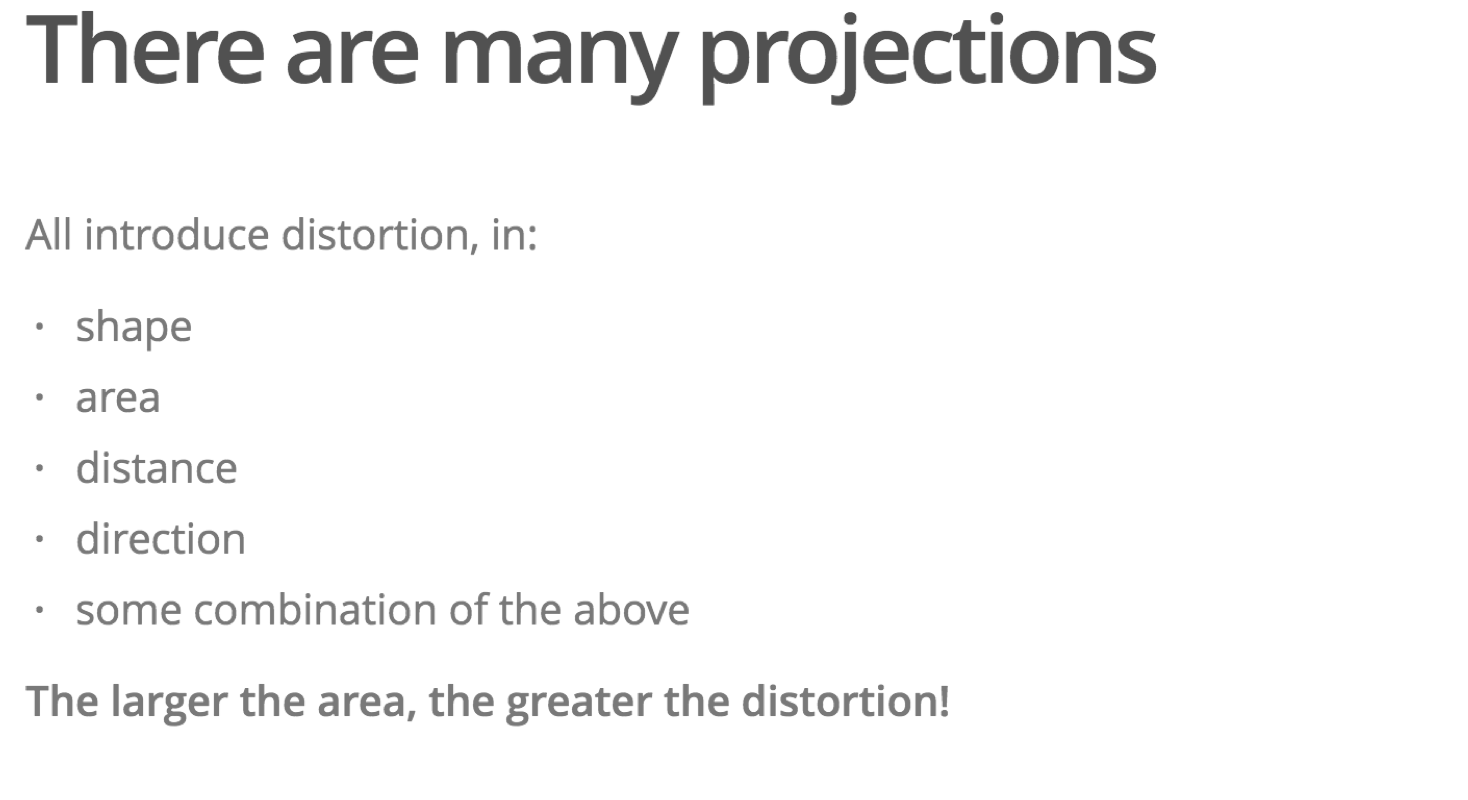 There are many projections
All introduce distortion, in:
· shape
· area
· distance
· direction
· some combination of the above
The larger the area, the greater the distortion!